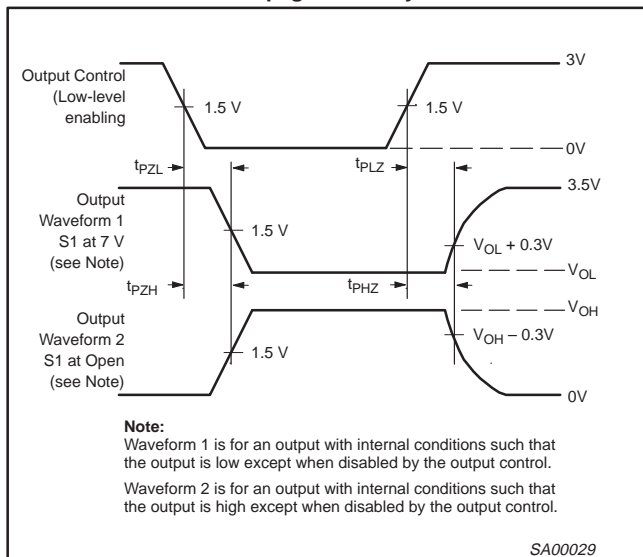 Output Control
(Low-level
enabling
1.5 V
1.5 V
3V
0V
tPZL
tPLZ
Output
Waveform 1
S1 at 7 V
(see Note)
1.5 V
3.5V
VOL + 0.3V
VOL
tPZH
tPHZ
Output
Waveform 2
S1 at Open
(see Note)
1.5 V
VOH
VOH – 0.3V
0V
Note:
Waveform 1 is for an output with internal conditions such that
the output is low except when disabled by the output control.
Waveform 2 is for an output with internal conditions such that
the output is high except when disabled by the output control.
SA00029